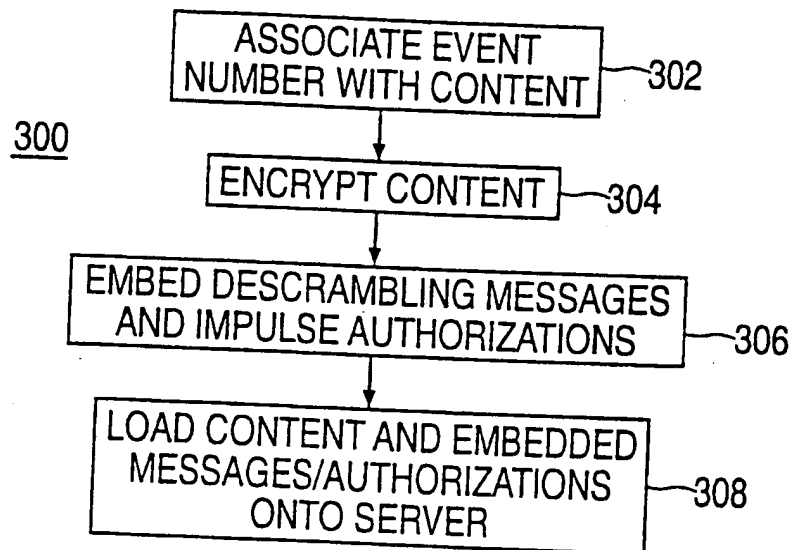 ASSOCIATE EVENT
NUMBER WITH CONTENT
302
300
ENCRYPT CONTENT
304
EMBED DESCRAMBLING MESSAGES
AND IMPULSE AUTHORIZATIONS
306
LOAD CONTENT AND EMBEDDED
MESSAGES/AUTHORIZATIONS
ONTO SERVER
308